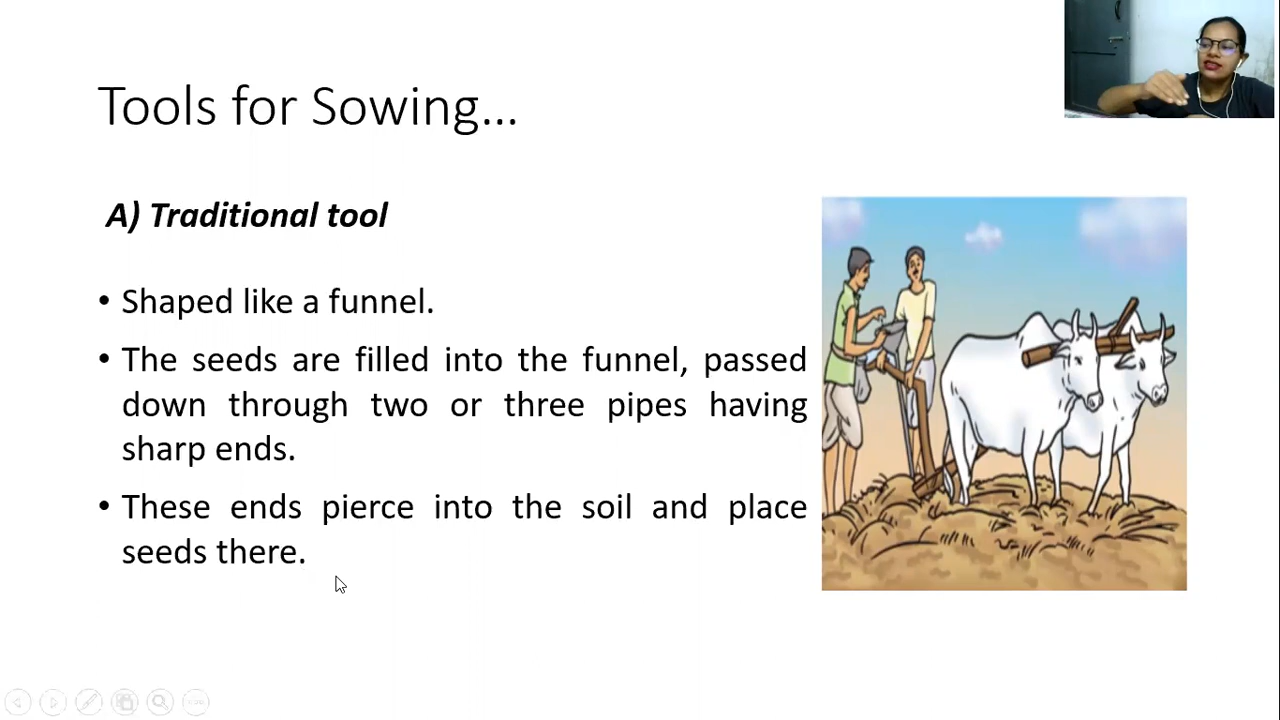 Tools for Sowing...
A) Traditional tool
• Shaped like a funnel.
• The seeds are filled into the funnel, passed
down through two or three pipes having
sharp ends.
• These ends pierce into the soil and place
seeds there.